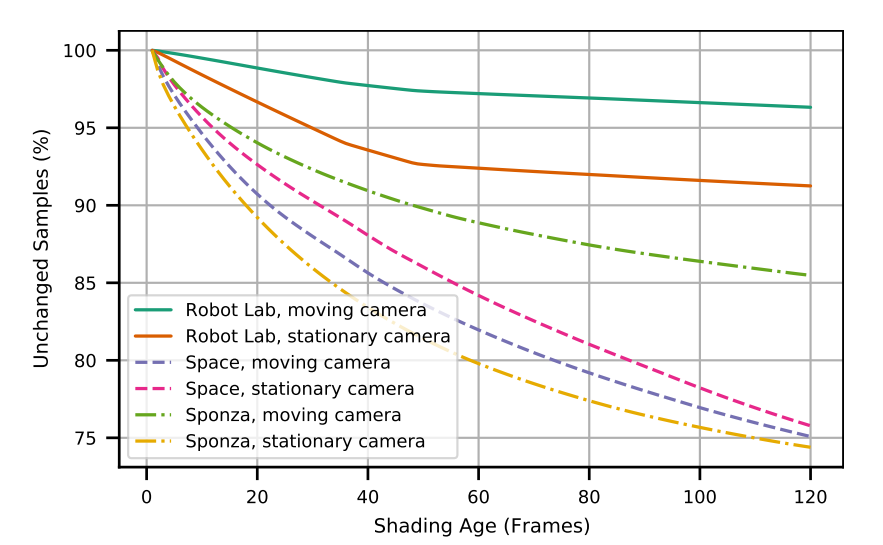 100
95
90
85
80
75
Unchanged Samples (%)
Robot Lab, moving camera
Robot Lab, stationary camera
Space, moving camera
Space, stationary camera
Sponza, moving camera
Sponza, stationary camera
0 20 40 60 80 100 120
Shading Age (Frames)